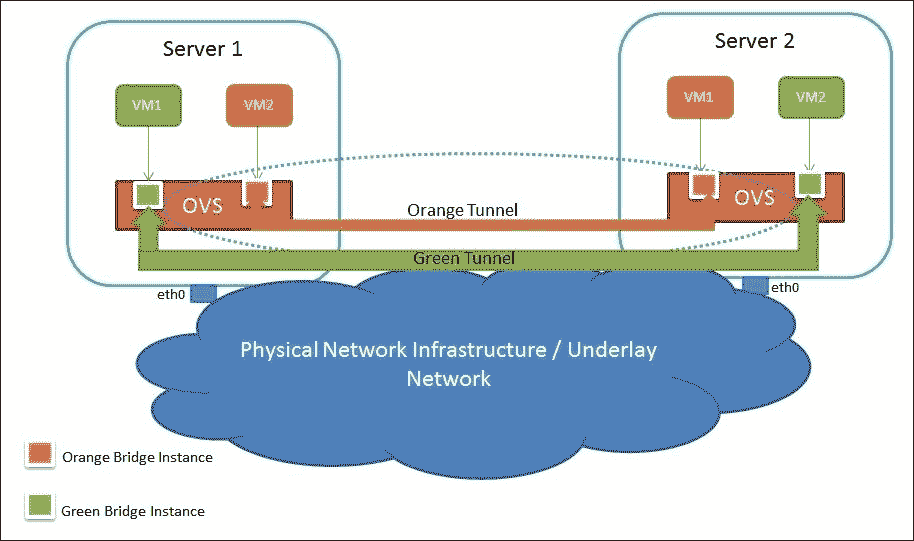 Server 1
Server 2
VM1
VM2
VM1
VM2
OVS
OVS
Orange Tunnel
Green Tunnel
eth0
eth0
Physical Network Infrastructure / Underlay
Network
Orange Bridge Instance
Green Bridge Instance